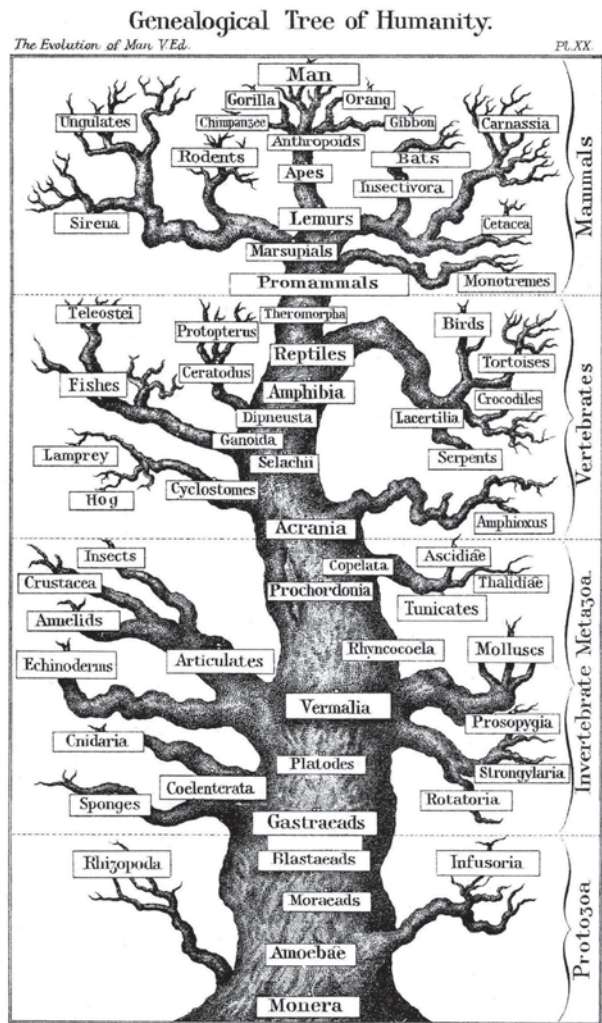 Genealogical Tree of Humanity.
The Evolution of Man V.Ed.
Pl.XX.
Man
Gorilla
Orang
Ungulates
Chimpanzee
Gibbon
Carnassia
Anthropoids
Rodents
Bats
Apes
Insectivora
Sirena
Lemurs
Cetacea
Marsupials
Promammals
Monotremes
Mammals
Teleostei
Theromorpha
Protopterus
Birds
Reptiles
Tortoises
Ceratodus
Fishes
Amphibia
Crocodiles
Dipneusta
Lacertilia
Ganoida
Lamprey
Selachii
Serpents
Cyclostomes
Hog
Acrania
Amphioxus
Vertebrates
Insects
Ascidiae
Copelata
Crustacea
Thalidiae
Prochordonia
Tunicates
Annelids
Rhyncocoela
Molluscs
Echinoderms
Articulates
Vermalia
Prosopygia
Cnidaria
Platodes
Strongylaria
Coelenterata
Rotatoria
Sponges
Gastraeads
Invertebrate Metazoa.
Blastaeads
Rhizopoda
Infusoria
Moraeads
Amoebae
Monera
Protozoa